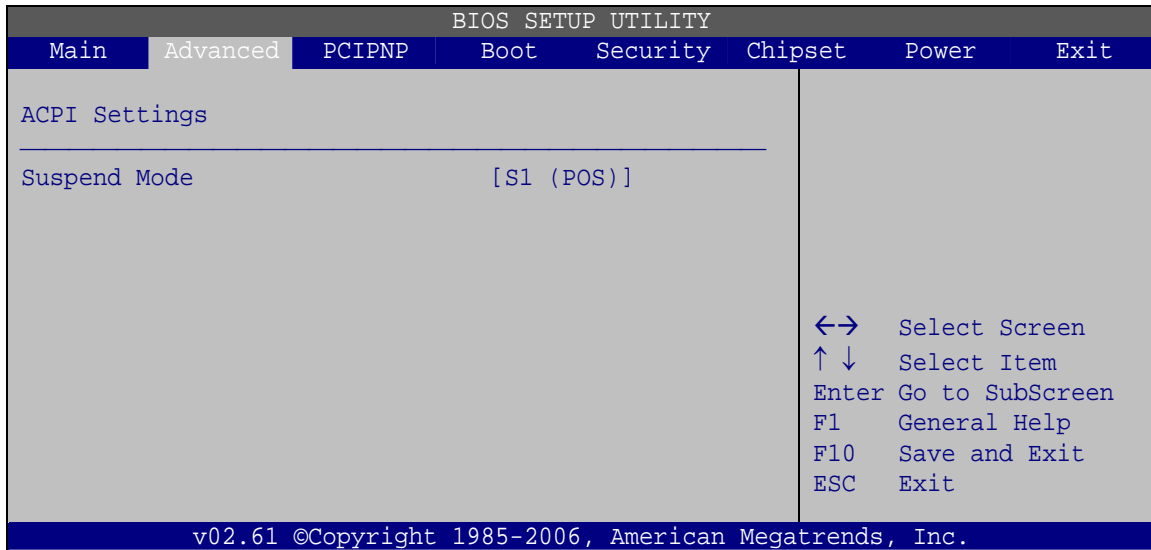 BIOS SETUP UTILITY
Main Advanced PCIPNP Boot Security Chipset Power Exit
ACPI Settings
Suspend Mode [S1 (POS)]
←→ Select Screen
↑ ↓ Select Item
Enter Go to SubScreen
F1 General Help
F10 Save and Exit
ESC Exit
v02.61 ©Copyright 1985-2006, American Megatrends, Inc.